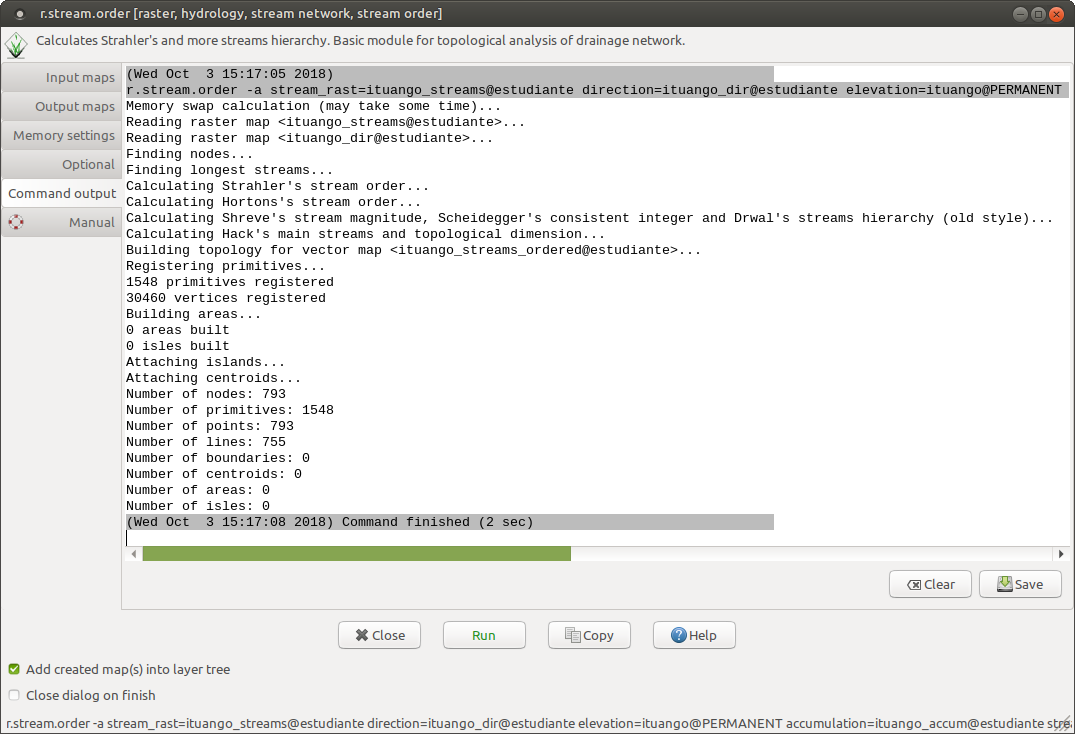 r.stream.order [raster, hydrology, stream network, stream order]
Calculates Strahler's and more streams hierarchy. Basic module for topological analysis of drainage network.
Input maps
Output maps
Memory settings
Optional
Command output
Manual
(Wed Oct  3 15:17:05 2018)
r.stream.order -a stream_rast=ituango_streams@estudiante direction=ituango_dir@estudiante elevation=ituango@PERMANENT
Memory swap calculation (may take some time)...
Reading raster map <ituango_streams@estudiante>...
Reading raster map <ituango_dir@estudiante>...
Finding nodes...
Finding longest streams...
Calculating Strahler's stream order...
Calculating Hortons's stream order...
Calculating Shreve's stream magnitude, Scheidegger's consistent integer and Drwal's streams hierarchy (old style)...
Calculating Hack's main streams and topological dimension...
Building topology for vector map <ituango_streams_ordered@estudiante>...
Registering primitives...
1548 primitives registered
30460 vertices registered
Building areas...
0 areas built
0 isles built
Attaching islands...
Attaching centroids...
Number of nodes: 793
Number of primitives: 1548
Number of points: 793
Number of lines: 755
Number of boundaries: 0
Number of centroids: 0
Number of areas: 0
Number of isles: 0
(Wed Oct  3 15:17:08 2018) Command finished (2 sec)
Clear
Save
Close
Run
Copy
Help
Add created map(s) into layer tree
Close dialog on finish
r.stream.order -a stream_rast=ituango_streams@estudiante direction=ituango_dir@estudiante elevation=ituango@PERMANENT accumulation=ituango_accum@estudiante